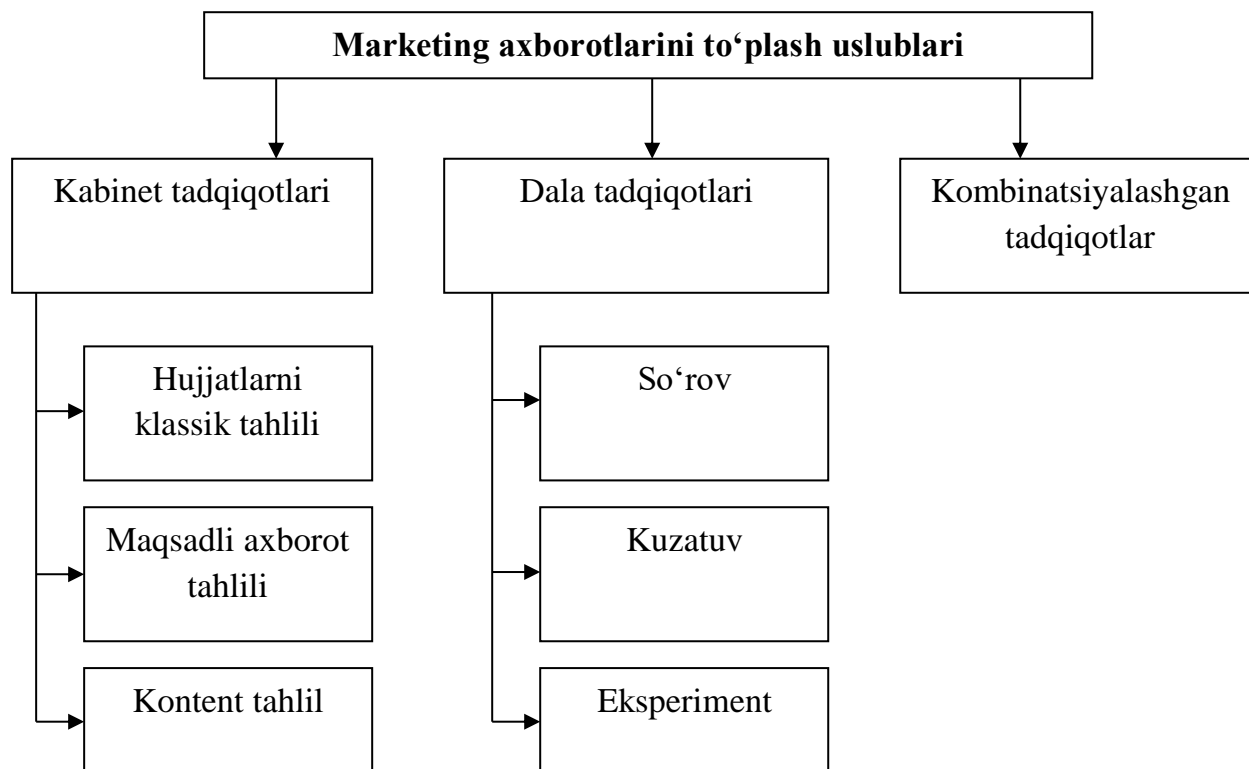 Marketing axborotlarini to‘plash uslublari
Kabinet tadqiqotlari
Dala tadqiqotlari
Kombinatsiyalashgan
tadqiqotlar
Hujjatlarni
klassik tahlili
So‘rov
Maqsadli axborot
tahlili
Kuzatuv
Kontent tahlil
Eksperiment